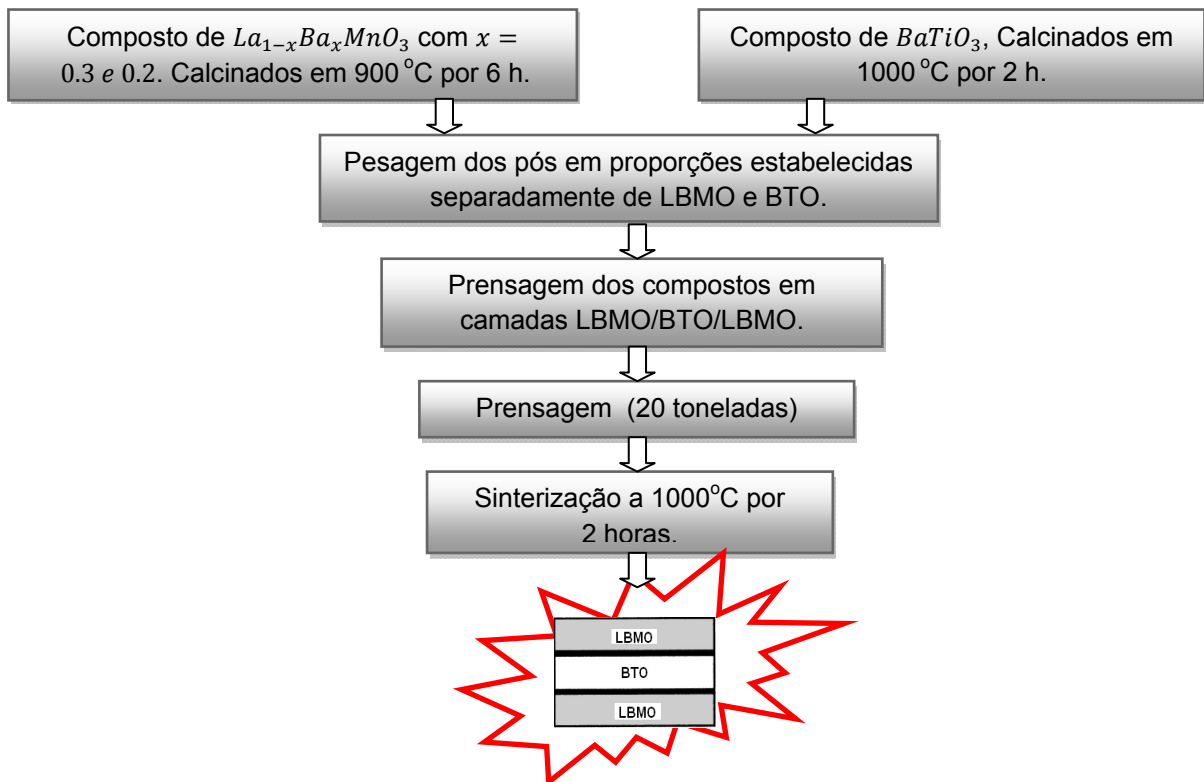 Composto de La₁₋ₓBaₓMnO₃ com x =
0.3 e 0.2. Calcinados em 900 °C por 6 h.
Composto de BaTiO₃, Calcinados em
1000 °C por 2 h.
Pesagem dos pós em proporções estabelecidas
separadamente de LBMO e BTO.
Prensagem dos compostos em
camadas LBMO/BTO/LBMO.
Prensagem (20 toneladas)
Sinterização a 1000°C por
2 horas.
LBMO
BTO
LBMO